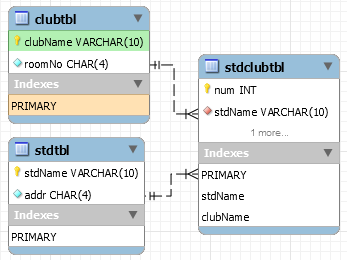 clubtbl
clubName VARCHAR(10)
roomNo CHAR(4)
Indexes
PRIMARY
stdtbl
stdName VARCHAR(10)
addr CHAR(4)
Indexes
PRIMARY
stdclubtbl
num INT
stdName VARCHAR(10)
1 more...
Indexes
PRIMARY
stdName
clubName